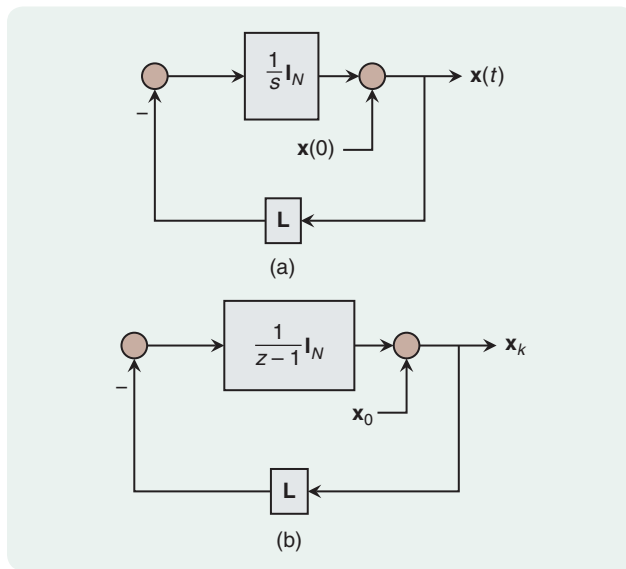 1
s I_N
x(t)
–
x(0)
L
(a)
1
z – 1 I_N
x_k
–
x_0
L
(b)